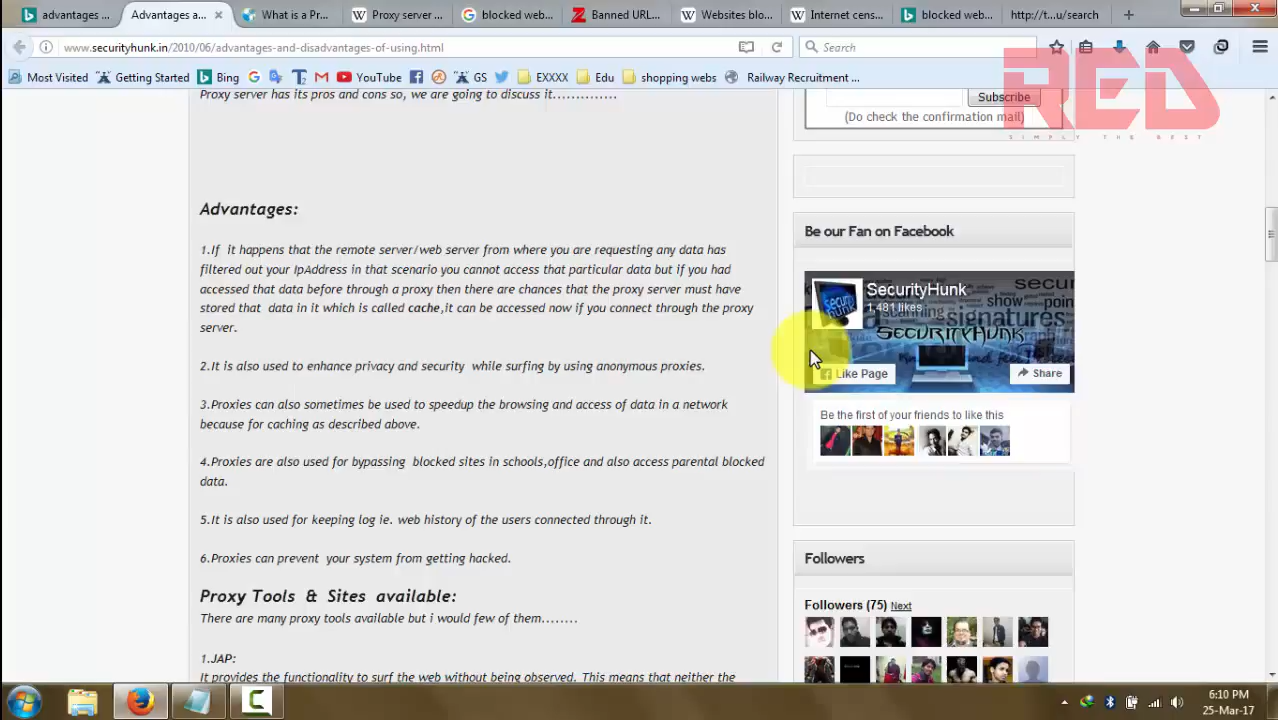 advantages ...
Advantages a...
What is a Pr...
Proxy server ...
blocked web...
Banned URL...
Websites blo...
Internet cens...
blocked web...
http://t...u/search
www.securityhunk.in/2010/06/advantages-and-disadvantages-of-using.html
Search
Most Visited
Getting Started
Bing
YouTube
GS
EXXXX
Edu
shopping webs
Railway Recruitment ...
Proxy server has its pros and cons so, we are going to discuss it..............
Advantages:
1.If it happens that the remote server/web server from where you are requesting any data has
filtered out your IpAddress in that scenario you cannot access that particular data but if you had
accessed that data before through a proxy then there are chances that the proxy server must have
stored that data in it which is called cache,it can be accessed now if you connect through the proxy
server.
2.It is also used to enhance privacy and security while surfing by using anonymous proxies.
3.Proxies can also sometimes be used to speedup the browsing and access of data in a network
because for caching as described above.
4.Proxies are also used for bypassing blocked sites in schools,office and also access parental blocked
data.
5.It is also used for keeping log ie. web history of the users connected through it.
6.Proxies can prevent your system from getting hacked.
Proxy Tools & Sites available:
There are many proxy tools available but i would few of them........
1.JAP:
It provides the functionality to surf the web without being observed. This means that neither the
Subscribe
(Do check the confirmation mail)
RED
SIMPLY THE BEST
Be our Fan on Facebook
SecurityHunk
1,481 likes
show
point
signatures
SECURITYHUNK
Like Page
Share
Be the first of your friends to like this
Followers
Followers (75) Next
6:10 PM
25-Mar-17